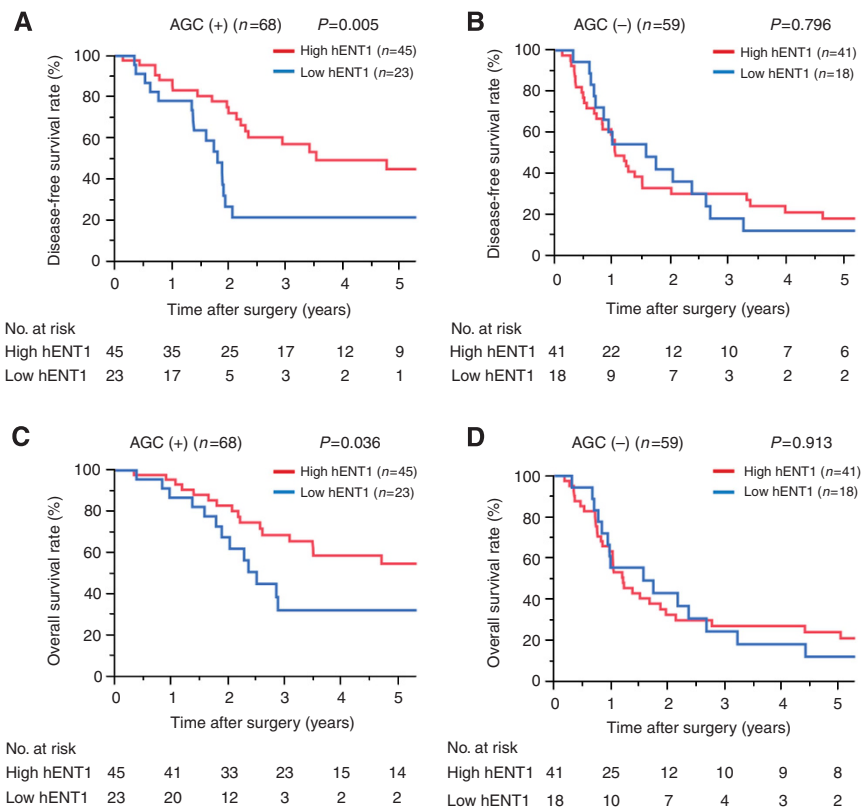 A
AGC (+) (n=68)
P=0.005
High hENT1 (n=45)
Low hENT1 (n=23)
Disease-free survival rate (%)
100
80
60
40
20
0
0 1 2 3 4 5
Time after surgery (years)
No. at risk
High hENT1 45 35 25 17 12 9
Low hENT1 23 17 5 3 2 1
B
AGC (–) (n=59)
P=0.796
High hENT1 (n=41)
Low hENT1 (n=18)
Disease-free survival rate (%)
100
80
60
40
20
0
0 1 2 3 4 5
Time after surgery (years)
No. at risk
High hENT1 41 22 12 10 7 6
Low hENT1 18 9 7 3 2 2
C
AGC (+) (n=68)
P=0.036
High hENT1 (n=45)
Low hENT1 (n=23)
Overall survival rate (%)
100
80
60
40
20
0
0 1 2 3 4 5
Time after surgery (years)
No. at risk
High hENT1 45 41 33 23 15 14
Low hENT1 23 20 12 3 2 2
D
AGC (–) (n=59)
P=0.913
High hENT1 (n=41)
Low hENT1 (n=18)
Overall survival rate (%)
100
80
60
40
20
0
0 1 2 3 4 5
Time after surgery (years)
No. at risk
High hENT1 41 25 12 10 9 8
Low hENT1 18 10 7 4 3 2